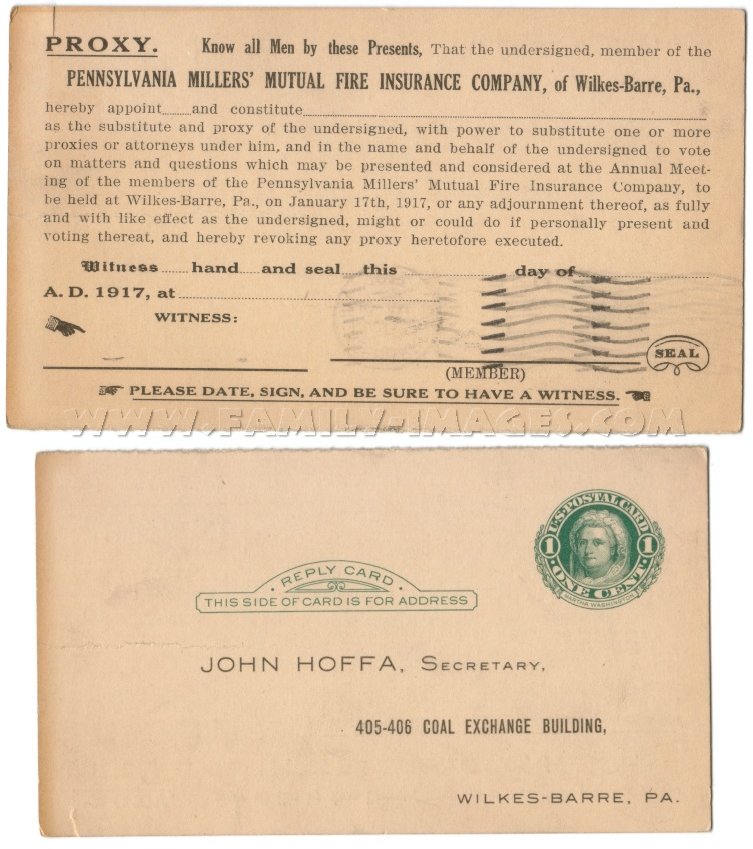 PROXY. Know all Men by these Presents, That the undersigned, member of the
PENNSYLVANIA MILLERS' MUTUAL FIRE INSURANCE COMPANY, of Wilkes-Barre, Pa.,
hereby appoint......and constitute
as the substitute and proxy of the undersigned, with power to substitute one or more
proxies or attorneys under him, and in the name and behalf of the undersigned to vote
on matters and questions which may be presented and considered at the Annual Meet-
ing of the members of the Pennsylvania Millers' Mutual Fire Insurance Company, to
be held at Wilkes-Barre, Pa., on January 17th, 1917, or any adjournment thereof, as fully
and with like effect as the undersigned, might or could do if personally present and
voting thereat, and hereby revoking any proxy heretofore executed.
Witness......hand....and seal....this day of
A. D. 1917, at
WITNESS:
SEAL
(MEMBER)
PLEASE DATE, SIGN, AND BE SURE TO HAVE A WITNESS.
WWW.FAMILY-IMAGES.COM
U.S. POSTAL CARD
1 1
ONE CENT
MARTHA WASHINGTON
REPLY CARD
THIS SIDE OF CARD IS FOR ADDRESS
JOHN HOFFA, SECRETARY,
405-406 COAL EXCHANGE BUILDING,
WILKES-BARRE, PA.